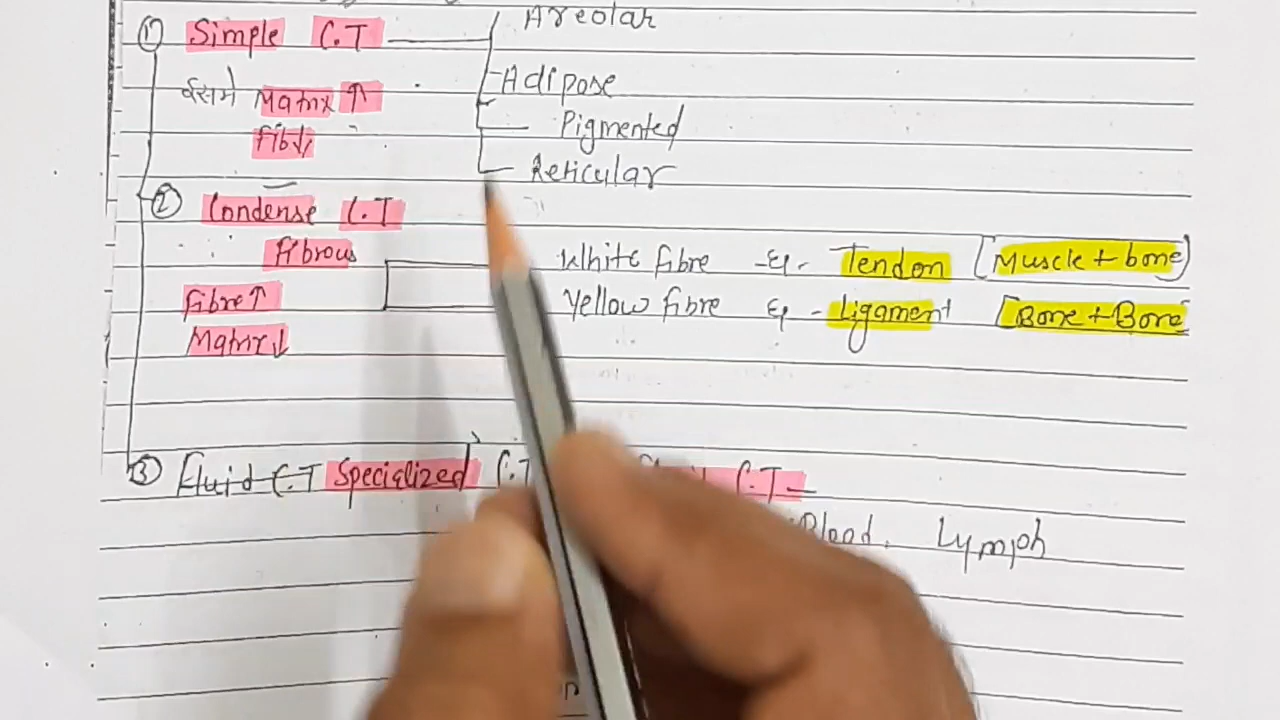 ① Simple C.T
Areolar
Adipose
इसमे Matrix ↑
Pigmented
Fib↓
Reticular
② Condense C.T
Fibrous
White fibre eg. Tendon [Muscle + bone]
Fibre ↑
Yellow fibre eg - Ligament [Bone + Bone]
Matrix ↓
③ Fluid C.T Specialized C.T C.T
Blood, Lymph